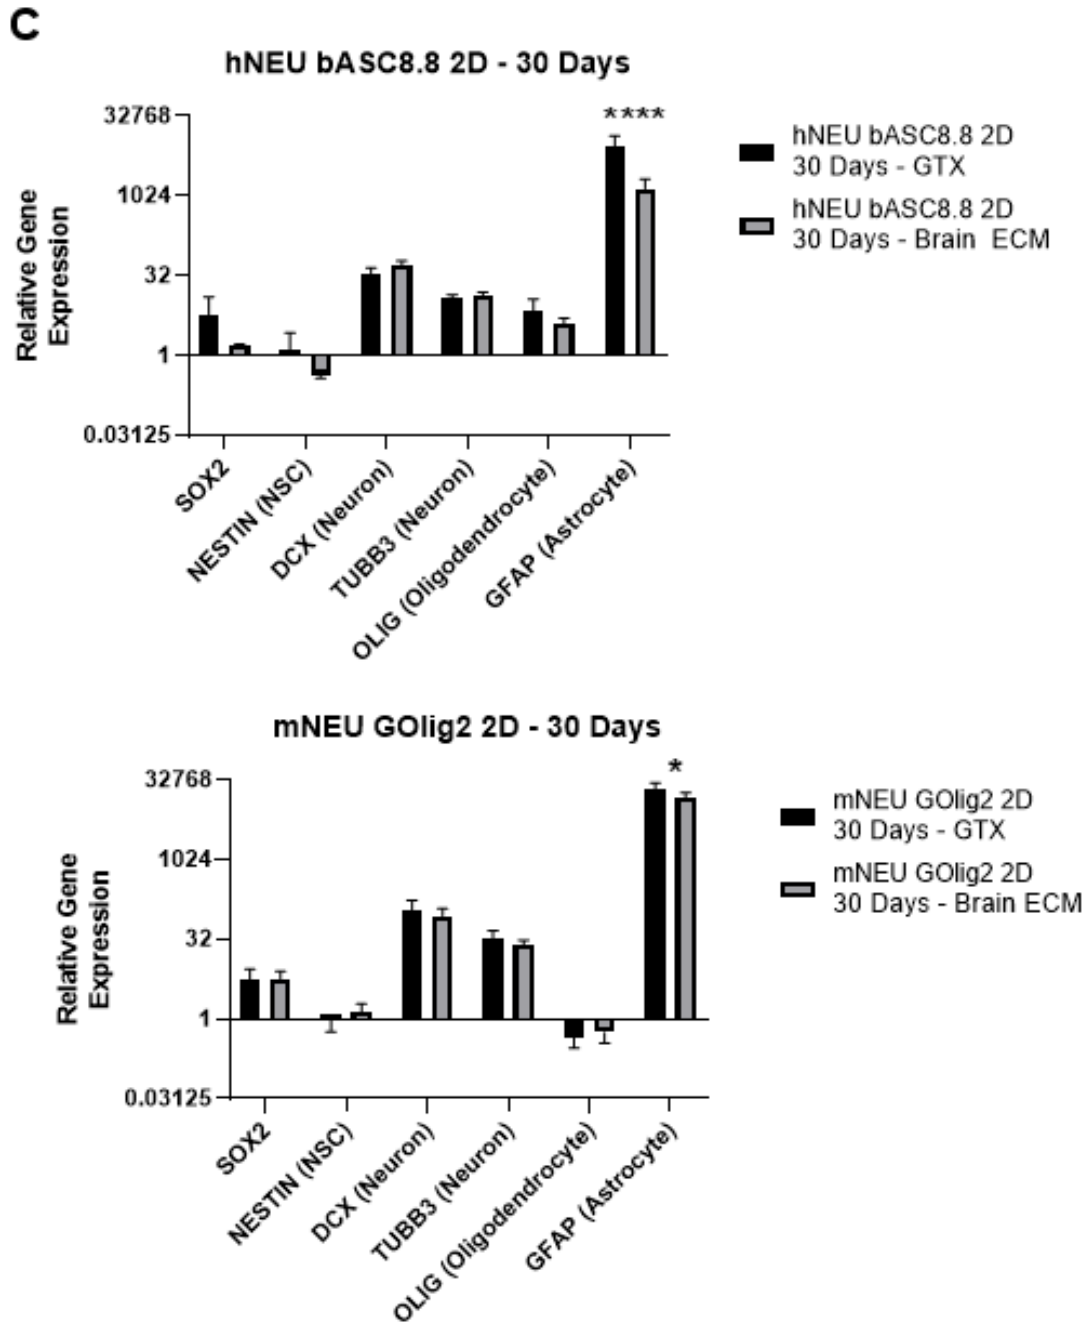 C
hNEU bASC8.8 2D - 30 Days
32768
1024
32
1
0.03125
Relative Gene
Expression
****
SOX2
NESTIN (NSC)
DCX (Neuron)
TUBB3 (Neuron)
OLIG (Oligodendrocyte)
GFAP (Astrocyte)
hNEU bASC8.8 2D
30 Days - GTX
hNEU bASC8.8 2D
30 Days - Brain ECM
mNEU GOlig2 2D - 30 Days
32768
1024
32
1
0.03125
Relative Gene
Expression
*
SOX2
NESTIN (NSC)
DCX (Neuron)
TUBB3 (Neuron)
OLIG (Oligodendrocyte)
GFAP (Astrocyte)
mNEU GOlig2 2D
30 Days - GTX
mNEU GOlig2 2D
30 Days - Brain ECM